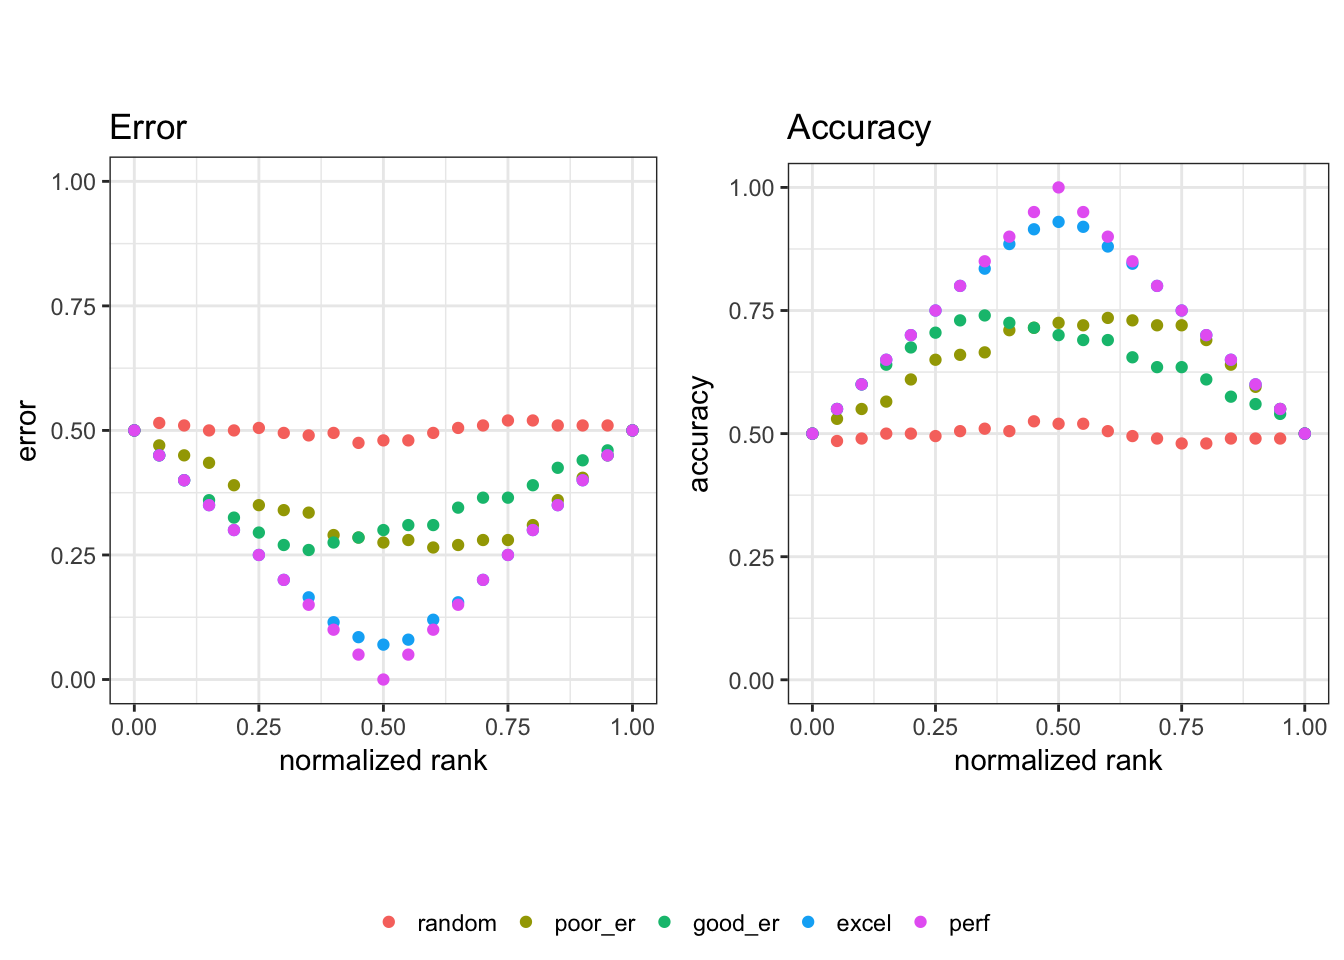 Error
error
1.00
0.75
0.50
0.25
0.00
0.00 0.25 0.50 0.75 1.00
normalized rank
Accuracy
accuracy
1.00
0.75
0.50
0.25
0.00
0.00 0.25 0.50 0.75 1.00
normalized rank
random poor_er good_er excel perf